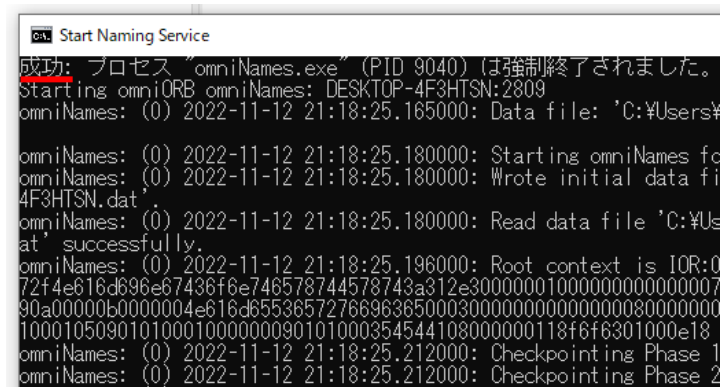 Start Naming Service
成功: プロセス "omniNames.exe" (PID 9040) は強制終了されました。
Starting omniORB omniNames: DESKTOP-4F3HTSN:2809
omniNames: (0) 2022-11-12 21:18:25.165000: Data file: 'C:¥Users¥
omniNames: (0) 2022-11-12 21:18:25.180000: Starting omniNames fo
omniNames: (0) 2022-11-12 21:18:25.180000: Wrote initial data fi
4F3HTSN.dat'.
omniNames: (0) 2022-11-12 21:18:25.180000: Read data file 'C:¥Us
at' successfully.
omniNames: (0) 2022-11-12 21:18:25.196000: Root context is IOR:0
72f4e616d696e67436f6e746578744578743a312e30000001000000000000007
90a00000b0000004e616d6553657276696365000300000000000000080000000
100010509010100010000000901010003545441080000000118f6f6301000e18
omniNames: (0) 2022-11-12 21:18:25.212000: Checkpointing Phase 1
omniNames: (0) 2022-11-12 21:18:25.212000: Checkpointing Phase 2